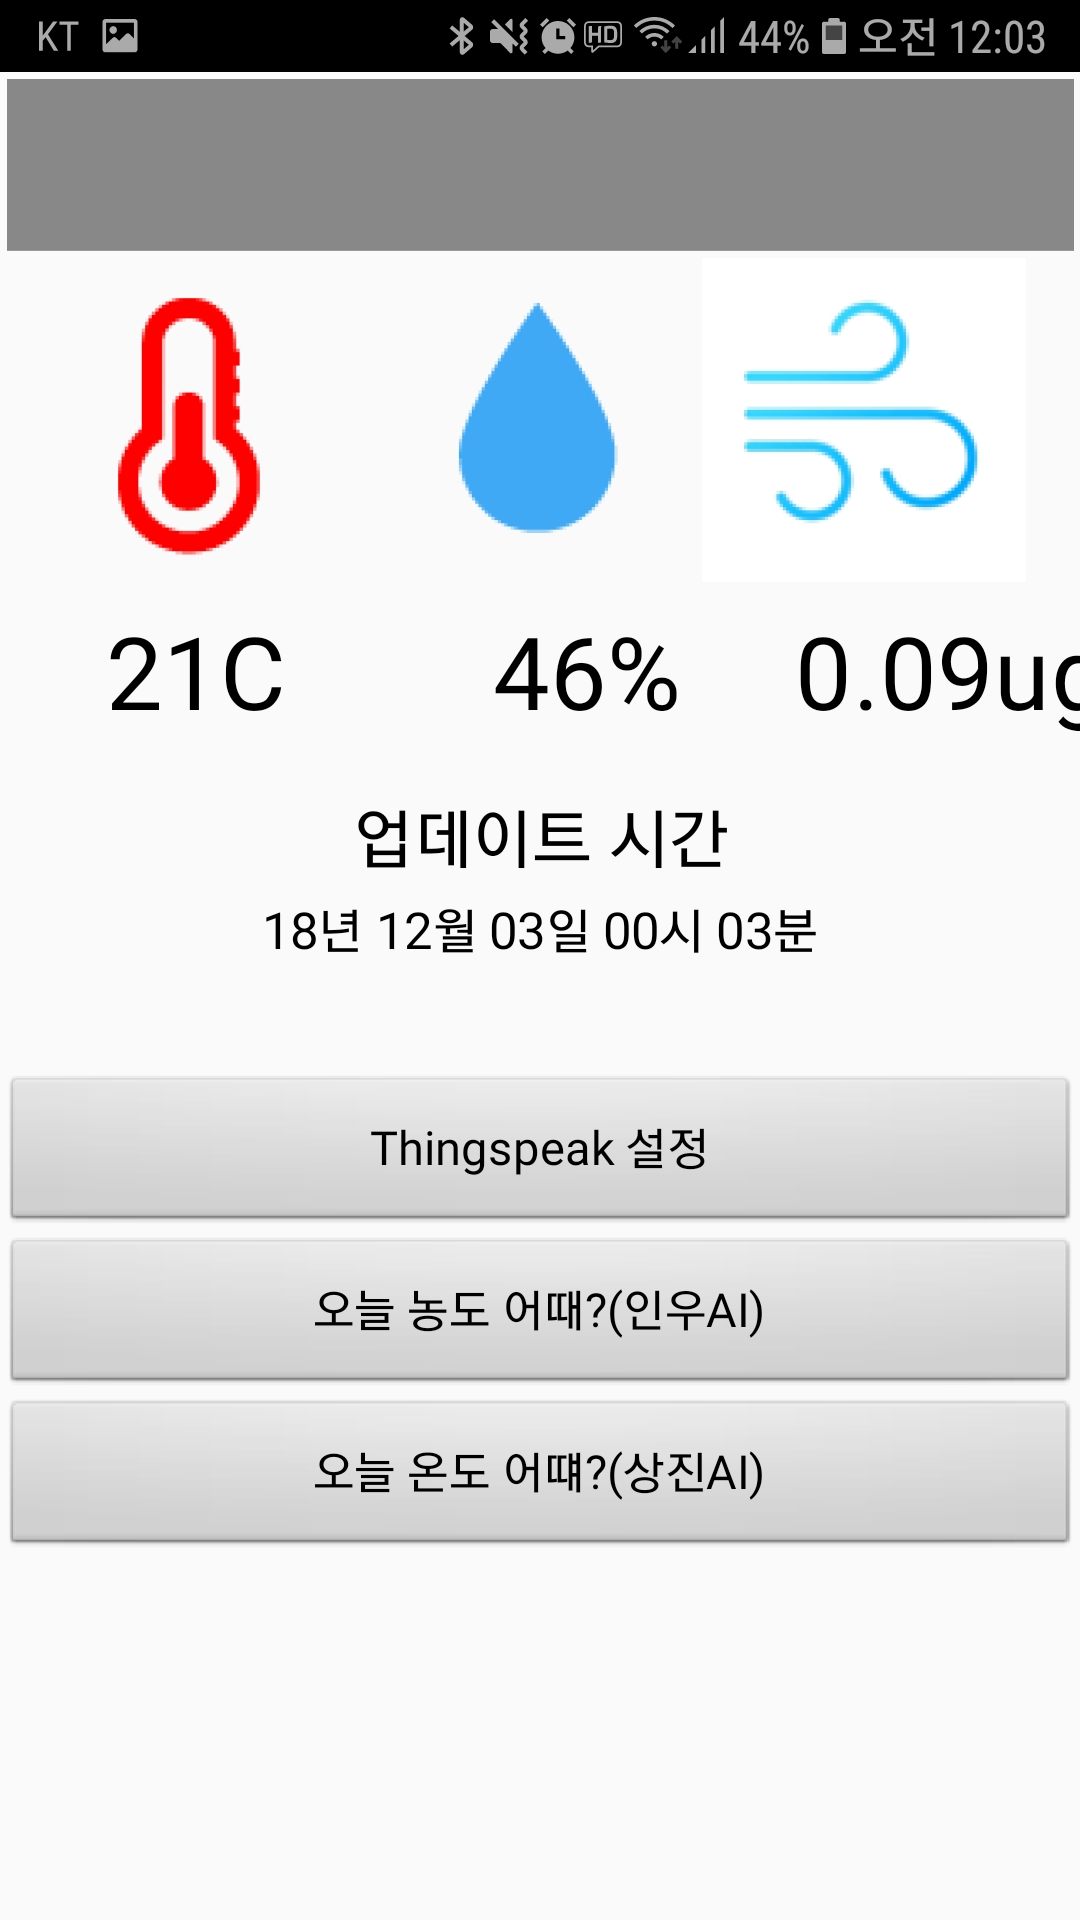 KT HD 44% 오전 12:03
21C 46% 0.09ug
업데이트 시간
18년 12월 03일 00시 03분
Thingspeak 설정
오늘 농도 어때?(인우AI)
오늘 온도 어떄?(상진AI)